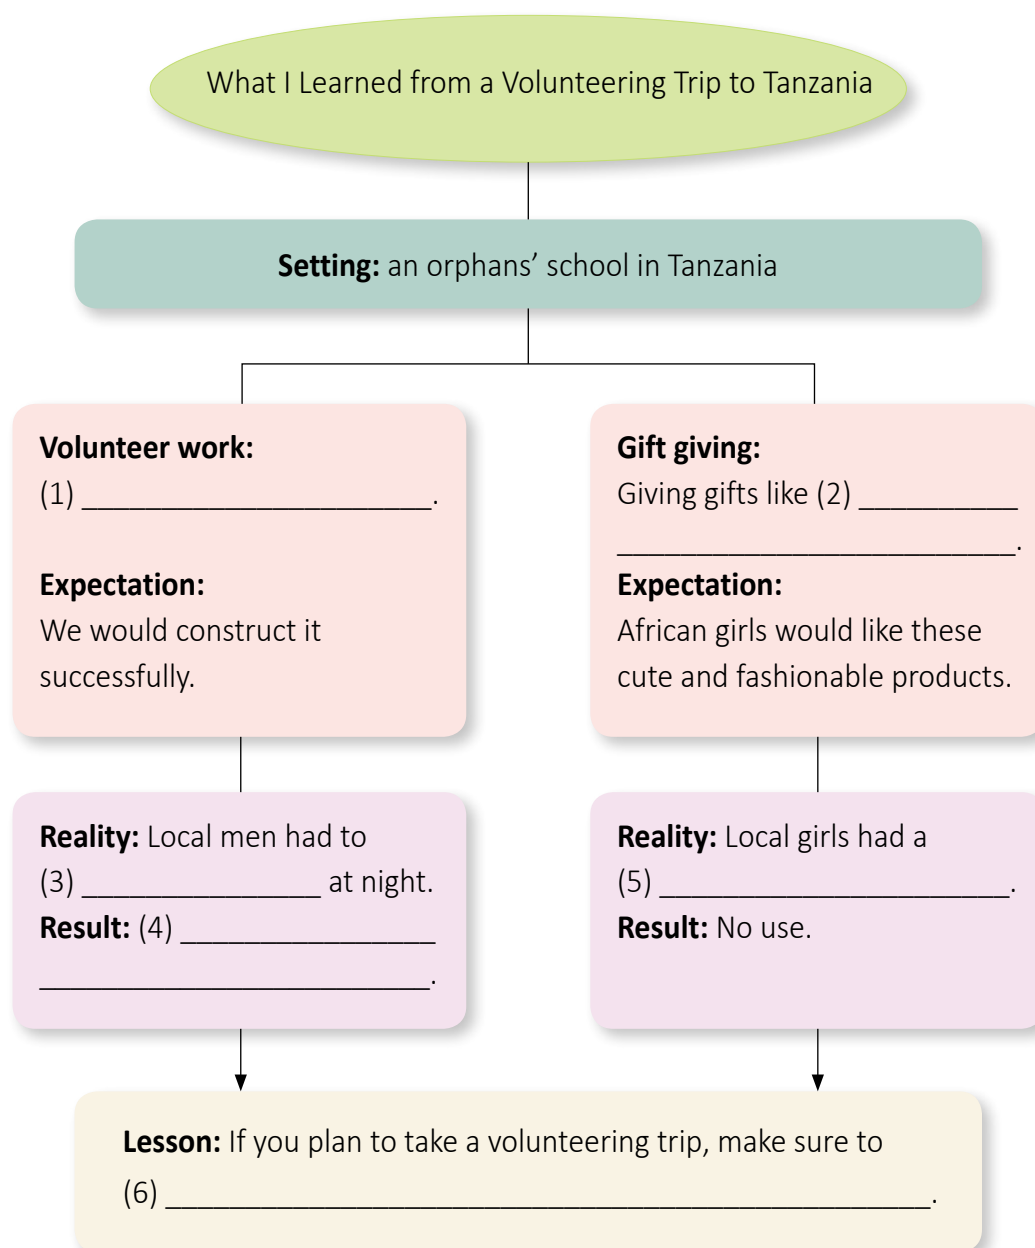 What I Learned from a Volunteering Trip to Tanzania
Setting: an orphans’ school in Tanzania
Volunteer work:
(1) ______________________.
Expectation:
We would construct it
successfully.
Gift giving:
Giving gifts like (2) __________
_________________________.
Expectation:
African girls would like these
cute and fashionable products.
Reality: Local men had to
(3) _______________ at night.
Result: (4) ________________
_________________________.
Reality: Local girls had a
(5) ______________________.
Result: No use.
Lesson: If you plan to take a volunteering trip, make sure to
(6) ________________________________________________.